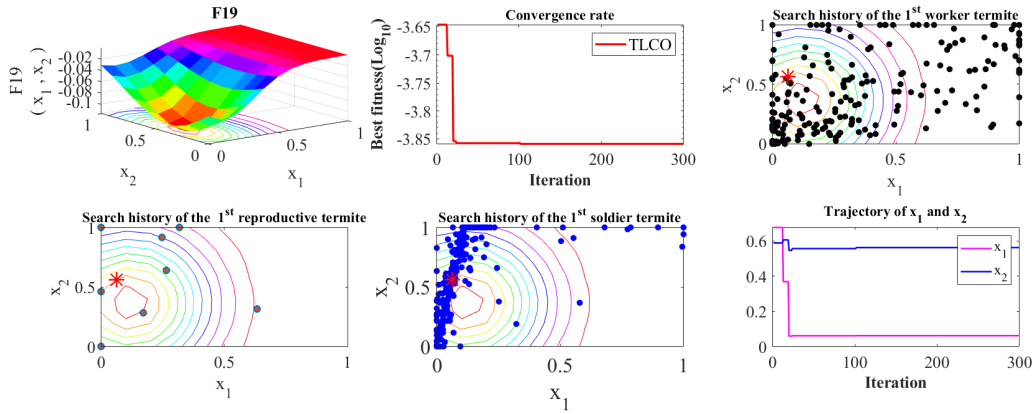 F19
-0.02
-0.04
-0.06
-0.08
-0.1
F19
( x1 , x2 )
1
0.5
0
x2
0
0.5
1
x1
Convergence rate
Best fitness(Log10)
-3.65
-3.7
-3.75
-3.8
-3.85
TLCO
0
100
200
300
Iteration
Search history of the 1st worker termite
x2
1
0.5
0
0
0.5
1
x1
Search history of the 1st reproductive termite
x2
1
0.5
0
0
0.5
1
x1
Search history of the 1st soldier termite
x2
1
0.5
0
0
0.5
1
x1
Trajectory of x1 and x2
0.6
0.4
0.2
0
x1
x2
0
100
200
300
Iteration